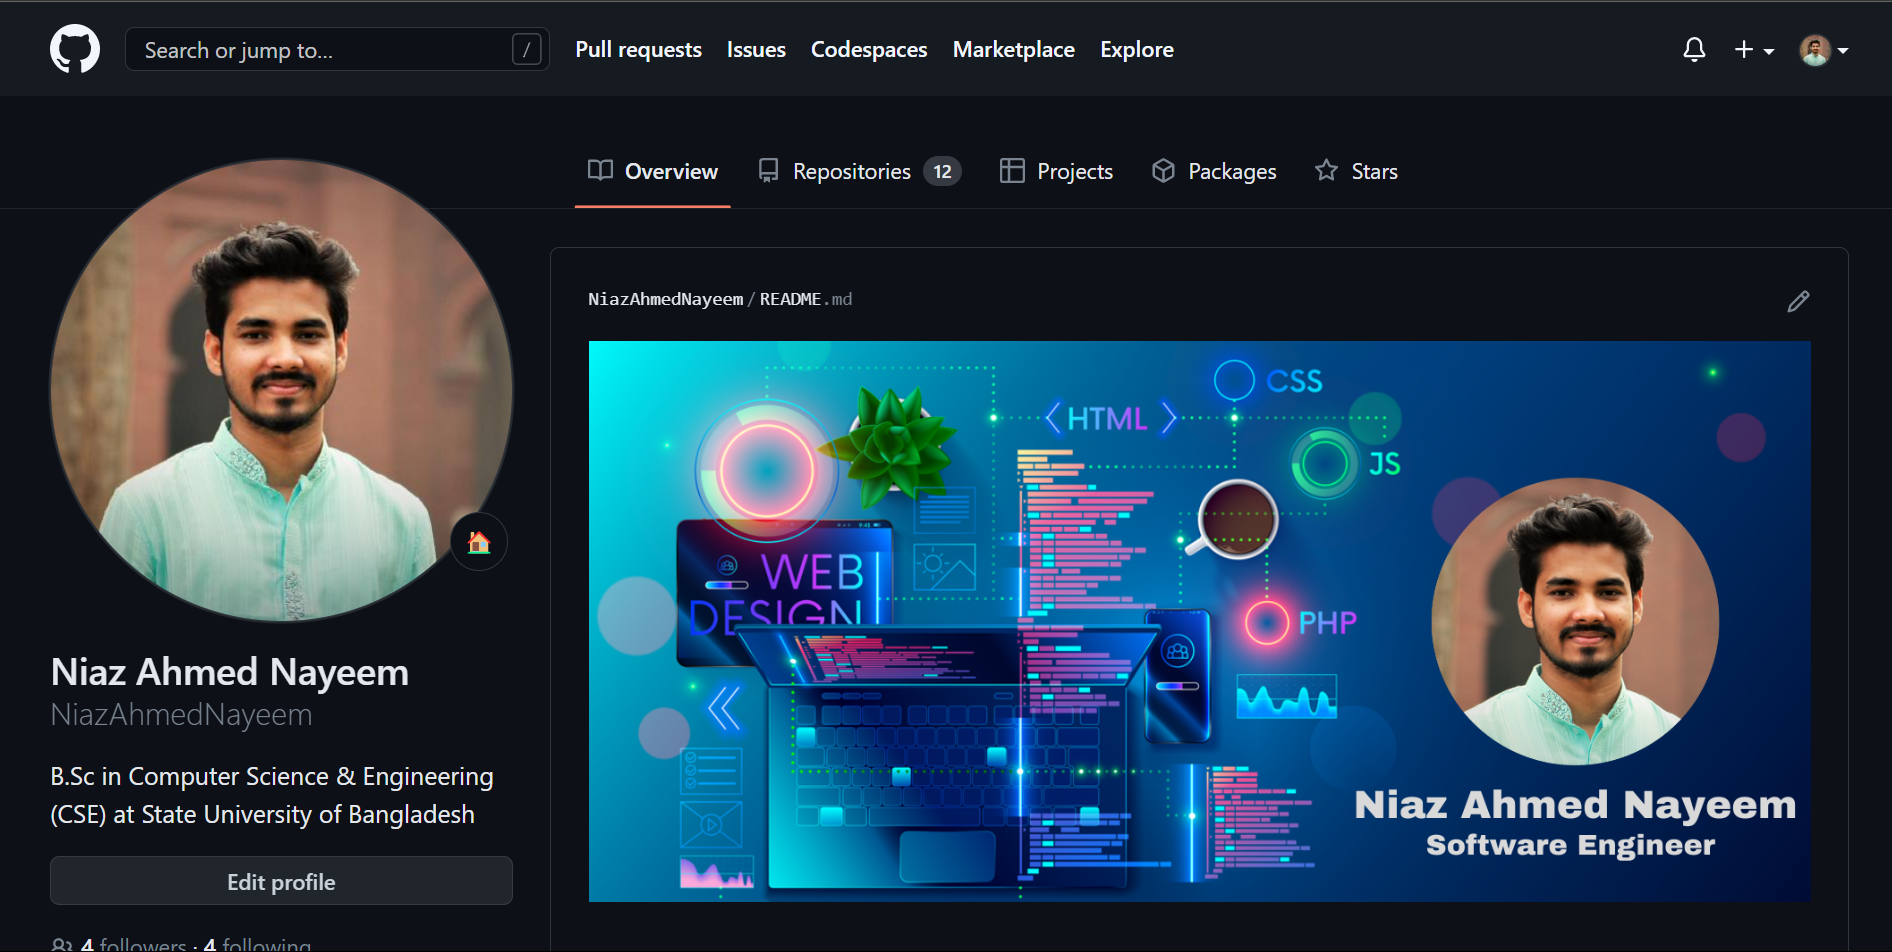 Search or jump to...
/
Pull requests
Issues
Codespaces
Marketplace
Explore
Overview
Repositories 12
Projects
Packages
Stars
Niaz Ahmed Nayeem
NiazAhmedNayeem
B.Sc in Computer Science & Engineering
(CSE) at State University of Bangladesh
Edit profile
4 followers · 4 following
NiazAhmedNayeem/README.md
CSS
HTML
JS
WEB
DESIGN
PHP
Niaz Ahmed Nayeem
Software Engineer